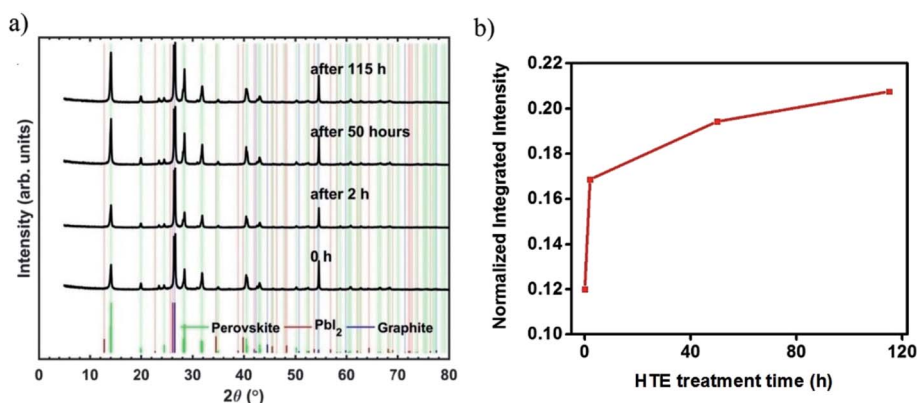 a)
after 115 h
after 50 hours
after 2 h
0 h
Perovskite PbI2 Graphite
Intensity (arb. units)
0 10 20 30 40 50 60 70 80
2θ (°)
b)
0.22
0.20
0.18
0.16
0.14
0.12
0.10
Normalized Integrated Intensity
0 40 80 120
HTE treatment time (h)